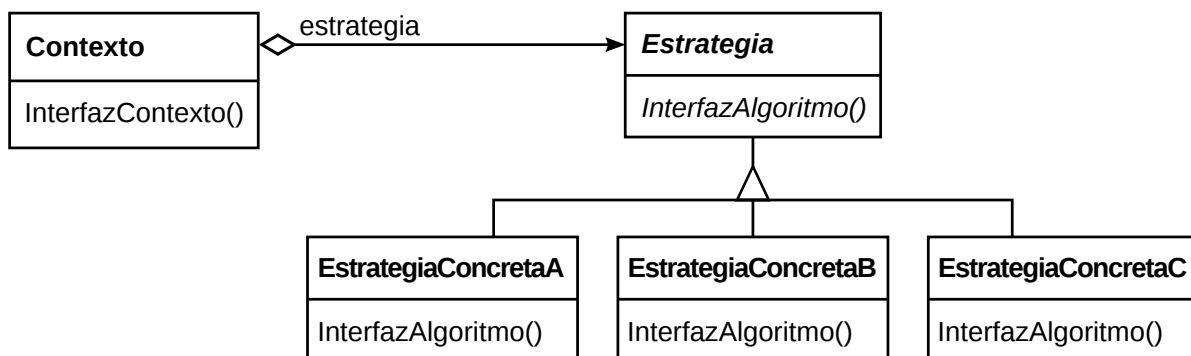 Contexto
InterfazContexto()
estrategia
Estrategia
InterfazAlgoritmo()
EstrategiaConcretaA
InterfazAlgoritmo()
EstrategiaConcretaB
InterfazAlgoritmo()
EstrategiaConcretaC
InterfazAlgoritmo()